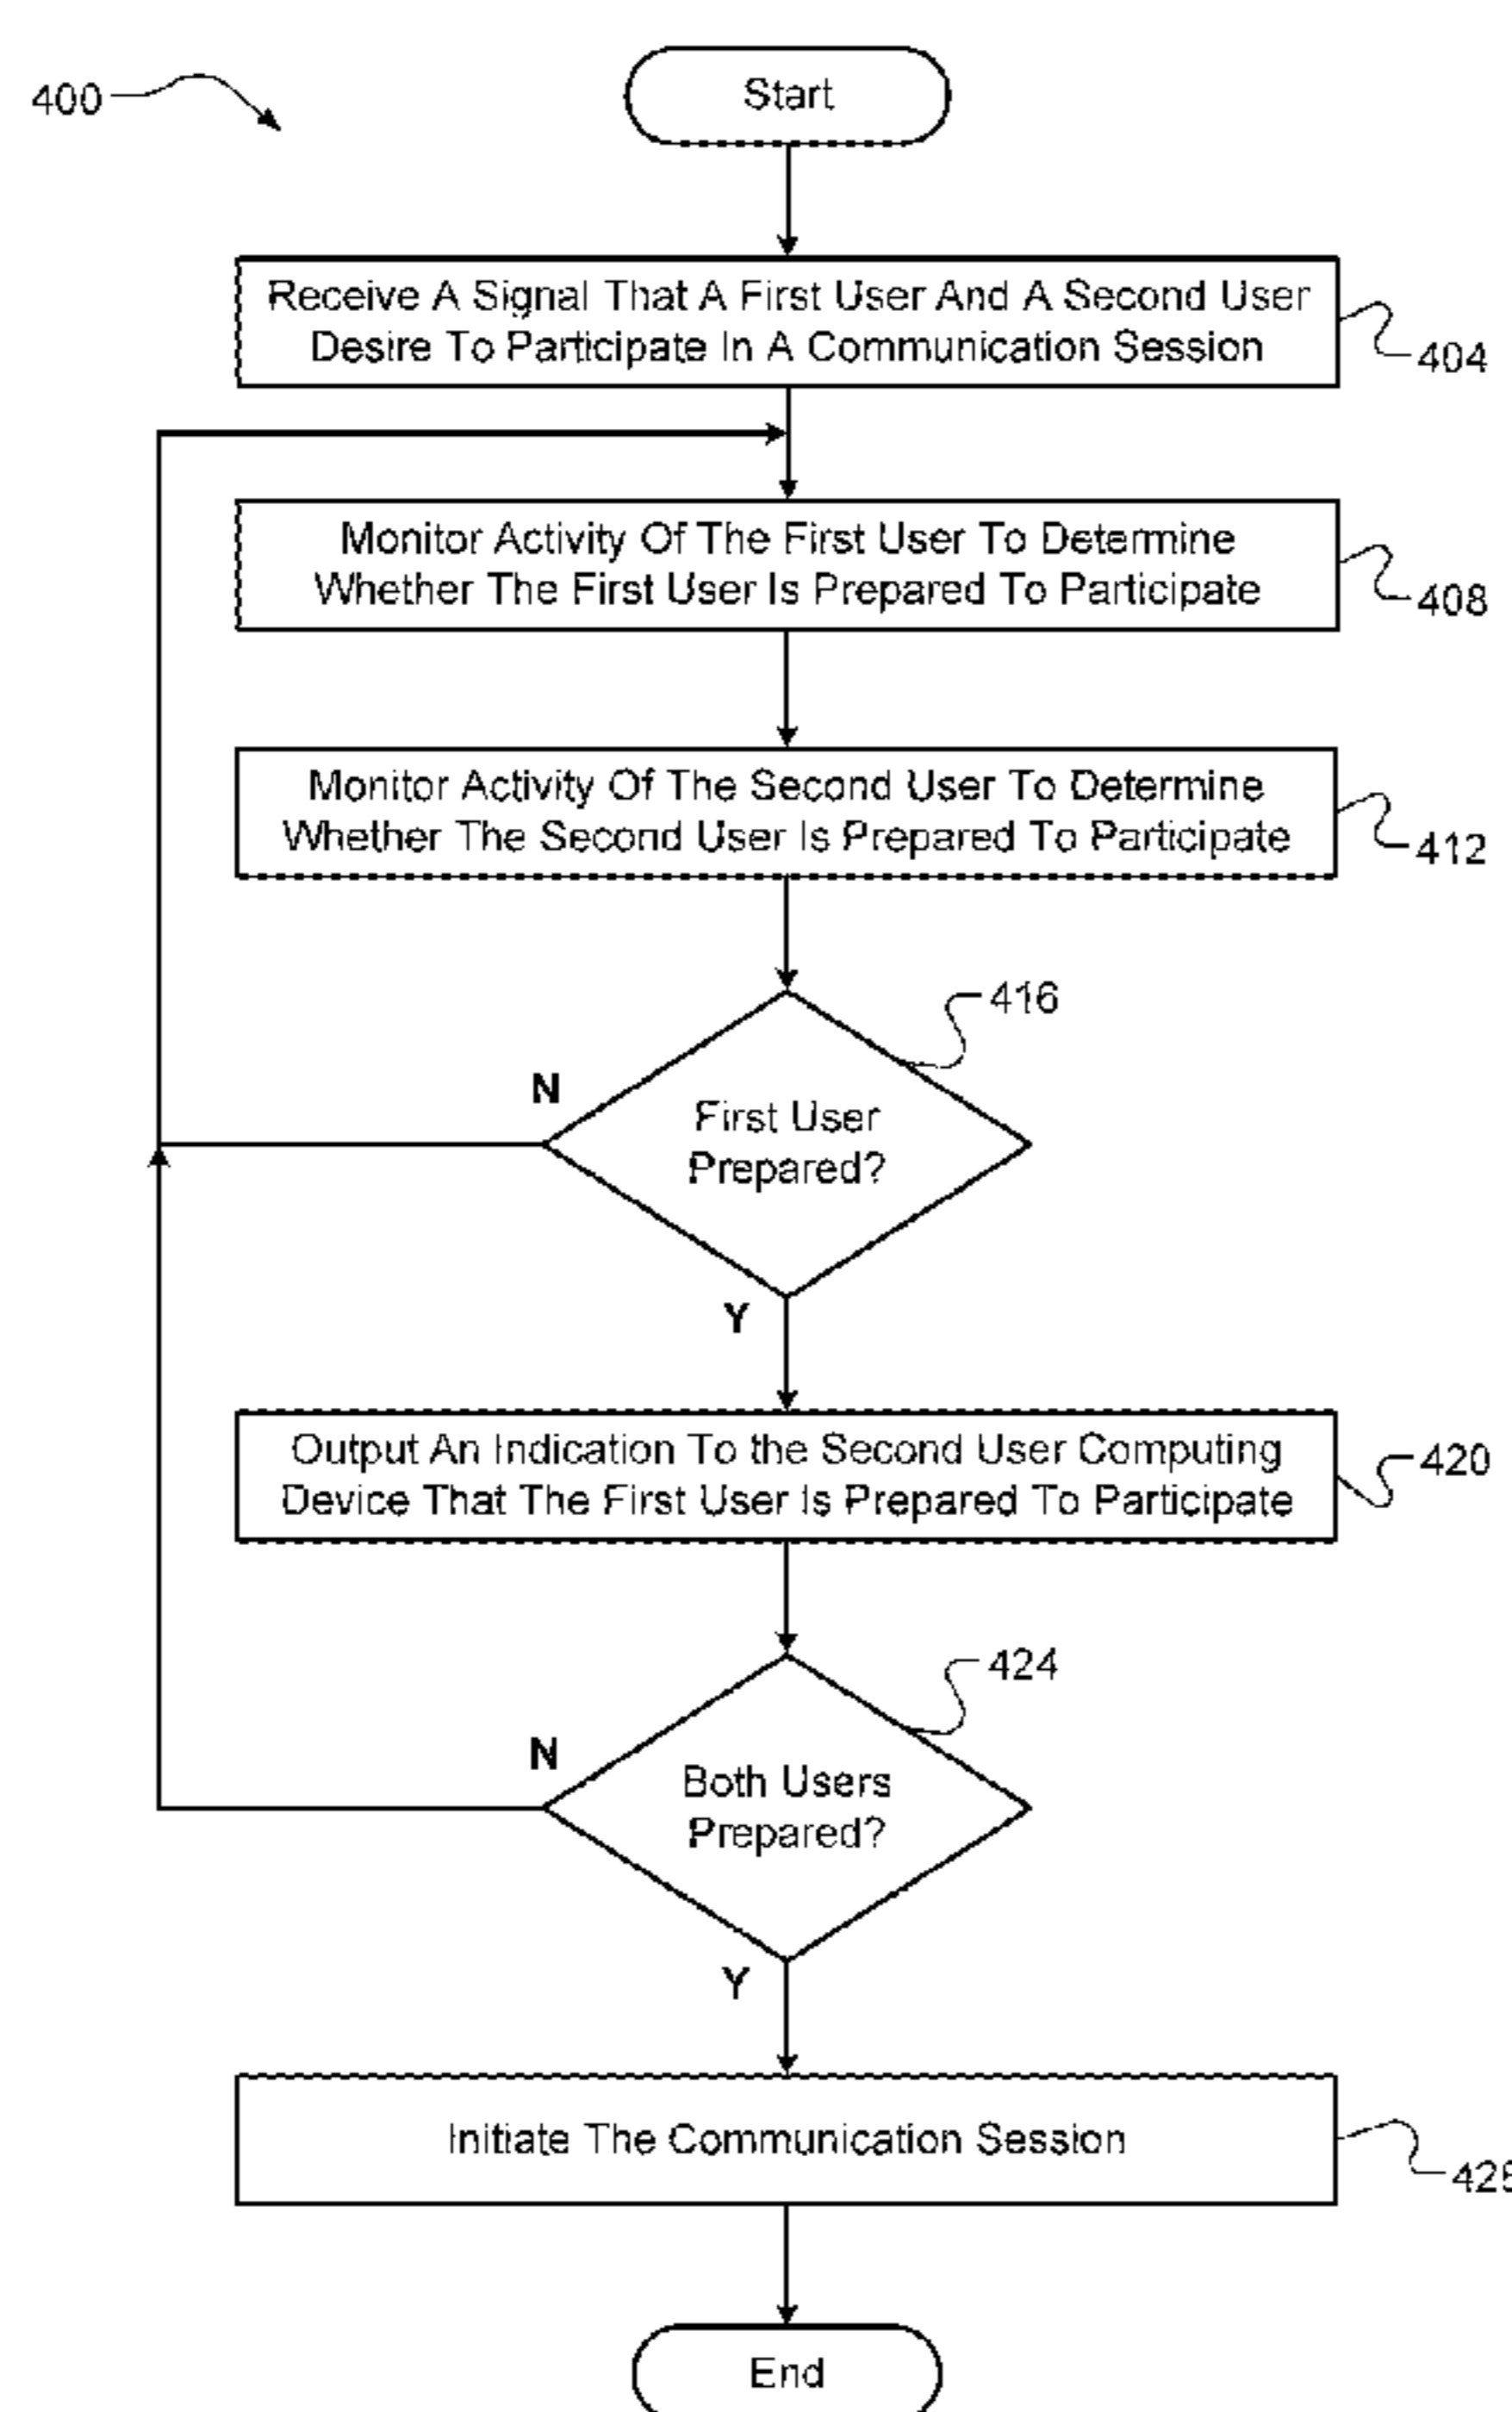 400
Start
Receive A Signal That A First User And A Second User
Desire To Participate In A Communication Session
404
Monitor Activity Of The First User To Determine
Whether The First User Is Prepared To Participate
408
Monitor Activity Of The Second User To Determine
Whether The Second User Is Prepared To Participate
412
416
First User
Prepared?
N
Y
Output An Indication To the Second User Computing
Device That The First User Is Prepared To Participate
420
424
Both Users
Prepared?
N
Y
Initiate The Communication Session
428
End